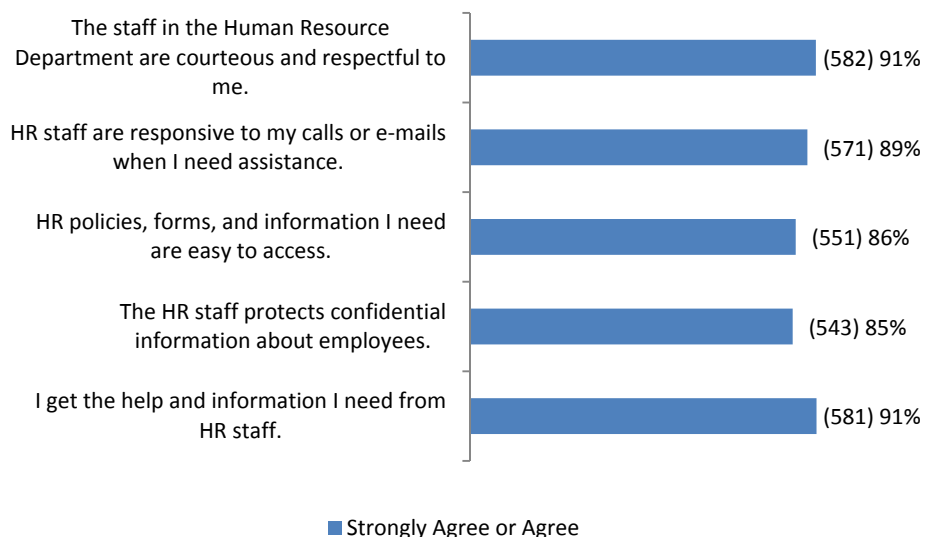 The staff in the Human Resource
Department are courteous and respectful to
me.
(582) 91%
HR staff are responsive to my calls or e-mails
when I need assistance.
(571) 89%
HR policies, forms, and information I need
are easy to access.
(551) 86%
The HR staff protects confidential
information about employees.
(543) 85%
I get the help and information I need from
HR staff.
(581) 91%
Strongly Agree or Agree